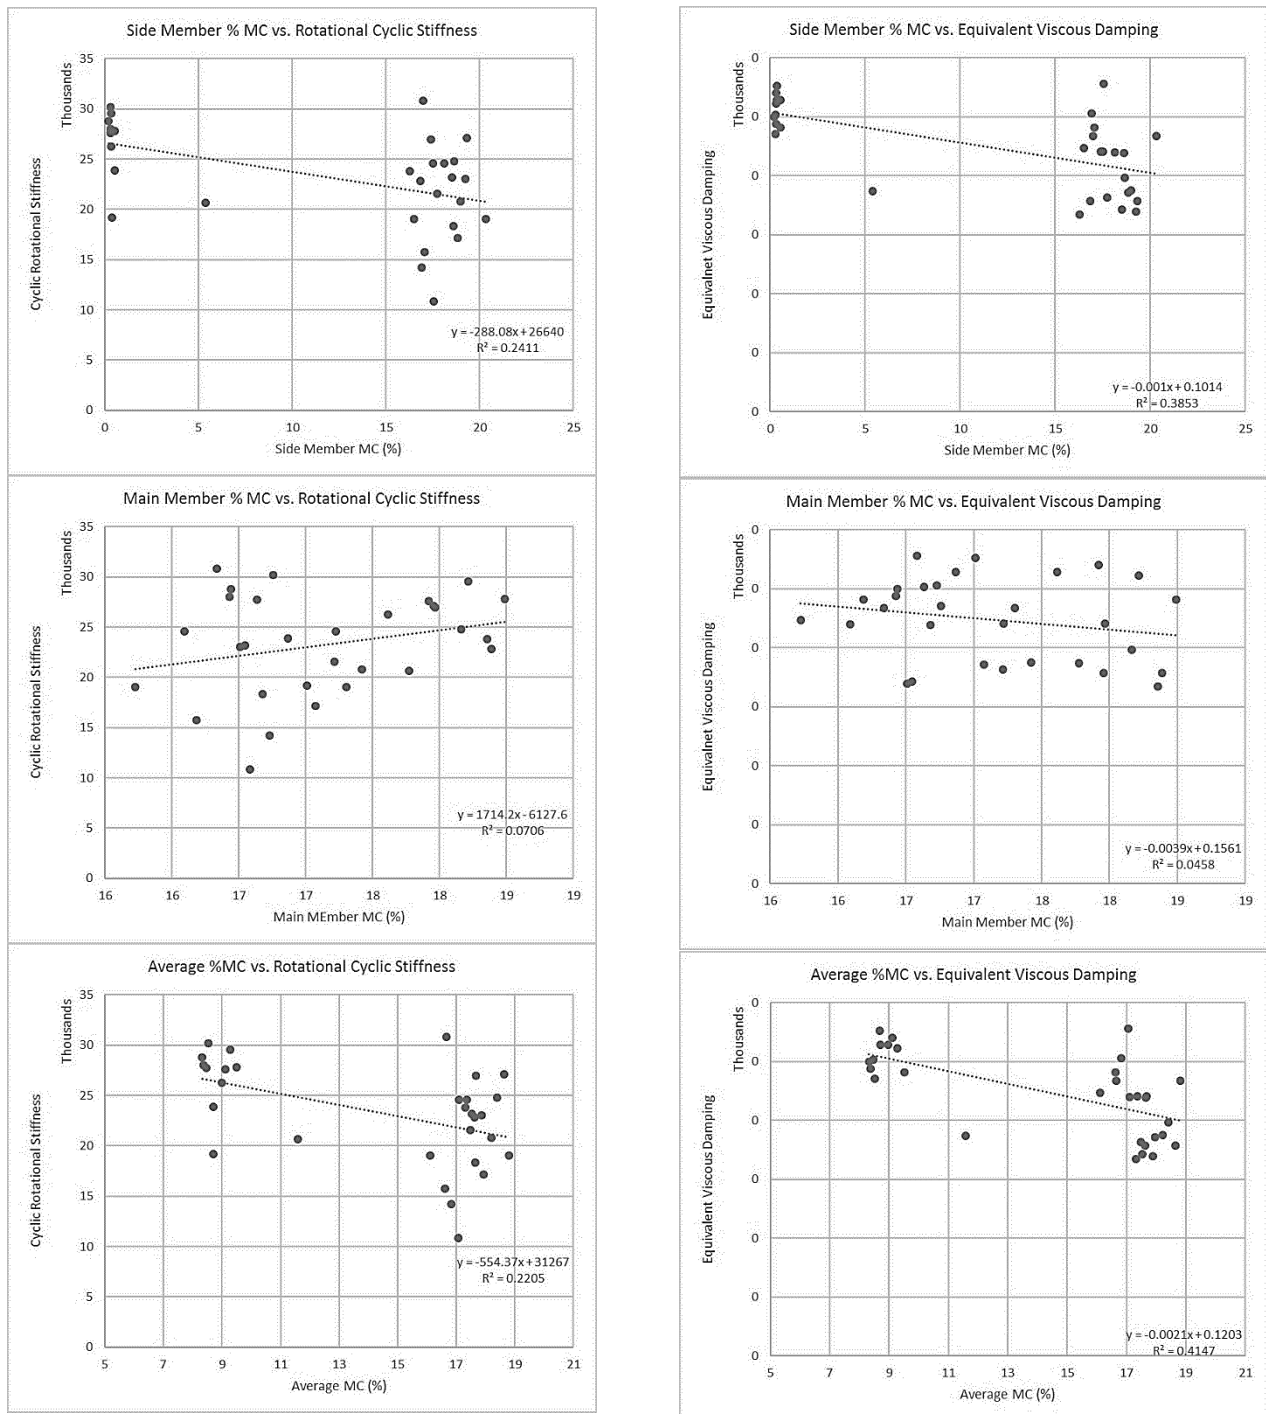 Side Member % MC vs. Rotational Cyclic Stiffness
Thousands
Cyclic Rotational Stiffness
35
30
25
20
15
10
5
0
y = -288.08x + 26640
R² = 0.2411
0 5 10 15 20 25
Side Member MC (%)
Side Member % MC vs. Equivalent Viscous Damping
Thousands
Equivalnet Viscous Damping
0
0
0
0
0
0
0
y = -0.001x + 0.1014
R² = 0.3853
0 5 10 15 20 25
Side Member MC (%)
Main Member % MC vs. Rotational Cyclic Stiffness
Thousands
Cyclic Rotational Stiffness
35
30
25
20
15
10
5
0
y = 1714.2x - 6127.6
R² = 0.0706
16 16 17 17 18 18 19 19
Main MEmber MC (%)
Main Member % MC vs. Equivalent Viscous Damping
Thousands
Equivalnet Viscous Damping
0
0
0
0
0
0
0
y = -0.0039x + 0.1561
R² = 0.0458
16 16 17 17 18 18 19 19
Main Member MC (%)
Average %MC vs. Rotational Cyclic Stiffness
Thousands
Cyclic Rotational Stiffness
35
30
25
20
15
10
5
0
y = -554.37x + 31267
R² = 0.2205
5 9 13 17 21
Average MC (%)
Average %MC vs. Equivalent Viscous Damping
Thousands
Equivalent Viscous Damping
0
0
0
0
0
0
0
y = -0.0021x + 0.1203
R² = 0.4147
5 7 9 11 13 15 17 19 21
Average MC (%)